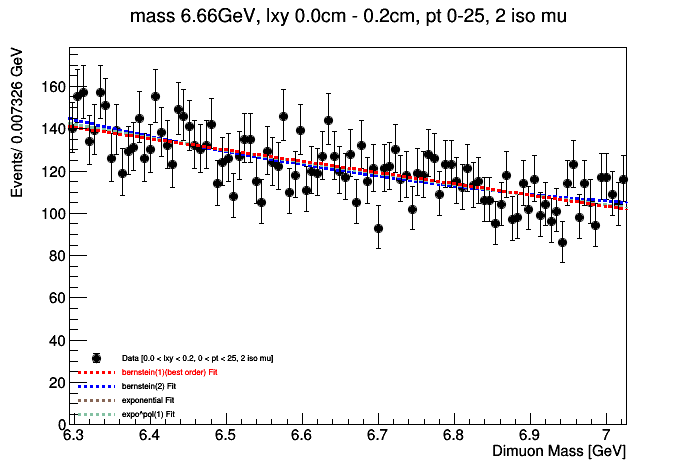 mass 6.66GeV, lxy 0.0cm - 0.2cm, pt 0-25, 2 iso mu
Events/ 0.007326 GeV
160
140
120
100
80
60
40
20
0
Data [0.0 < lxy < 0.2, 0 < pt < 25, 2 iso mu]
bernstein(1)(best order) Fit
bernstein(2) Fit
exponential Fit
expo*pol(1) Fit
6.3 6.4 6.5 6.6 6.7 6.8 6.9 7
Dimuon Mass [GeV]